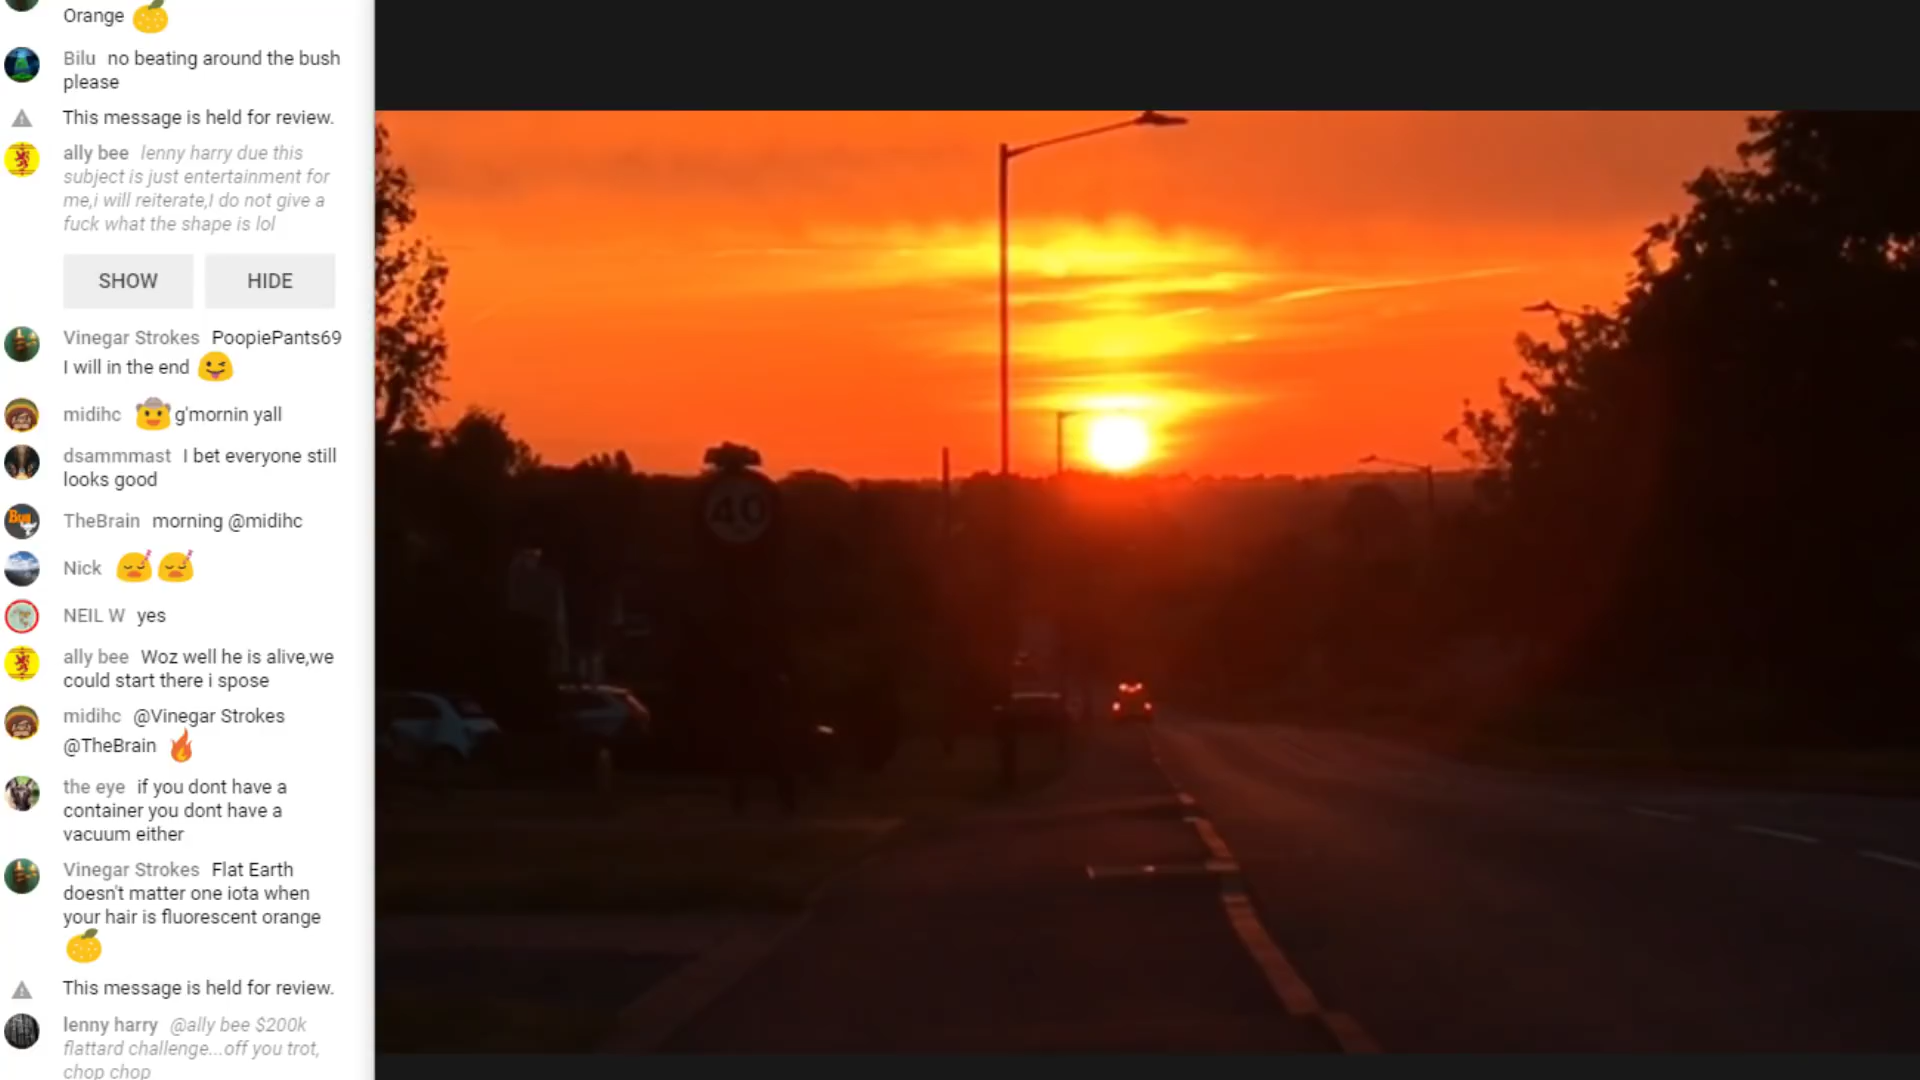 Orange
Bilu no beating around the bush
please
This message is held for review.
ally bee lenny harry due this
subject is just entertainment for
me,i will reiterate,I do not give a
fuck what the shape is lol
SHOW HIDE
Vinegar Strokes PoopiePants69
I will in the end
midihc g'mornin yall
dsammmast I bet everyone still
looks good
TheBrain morning @midihc
Nick
NEIL W yes
ally bee Woz well he is alive,we
could start there i spose
midihc @Vinegar Strokes
@TheBrain
the eye if you dont have a
container you dont have a
vacuum either
Vinegar Strokes Flat Earth
doesn't matter one iota when
your hair is fluorescent orange
This message is held for review.
lenny harry @ally bee $200k
flattard challenge...off you trot,
chop chop
40